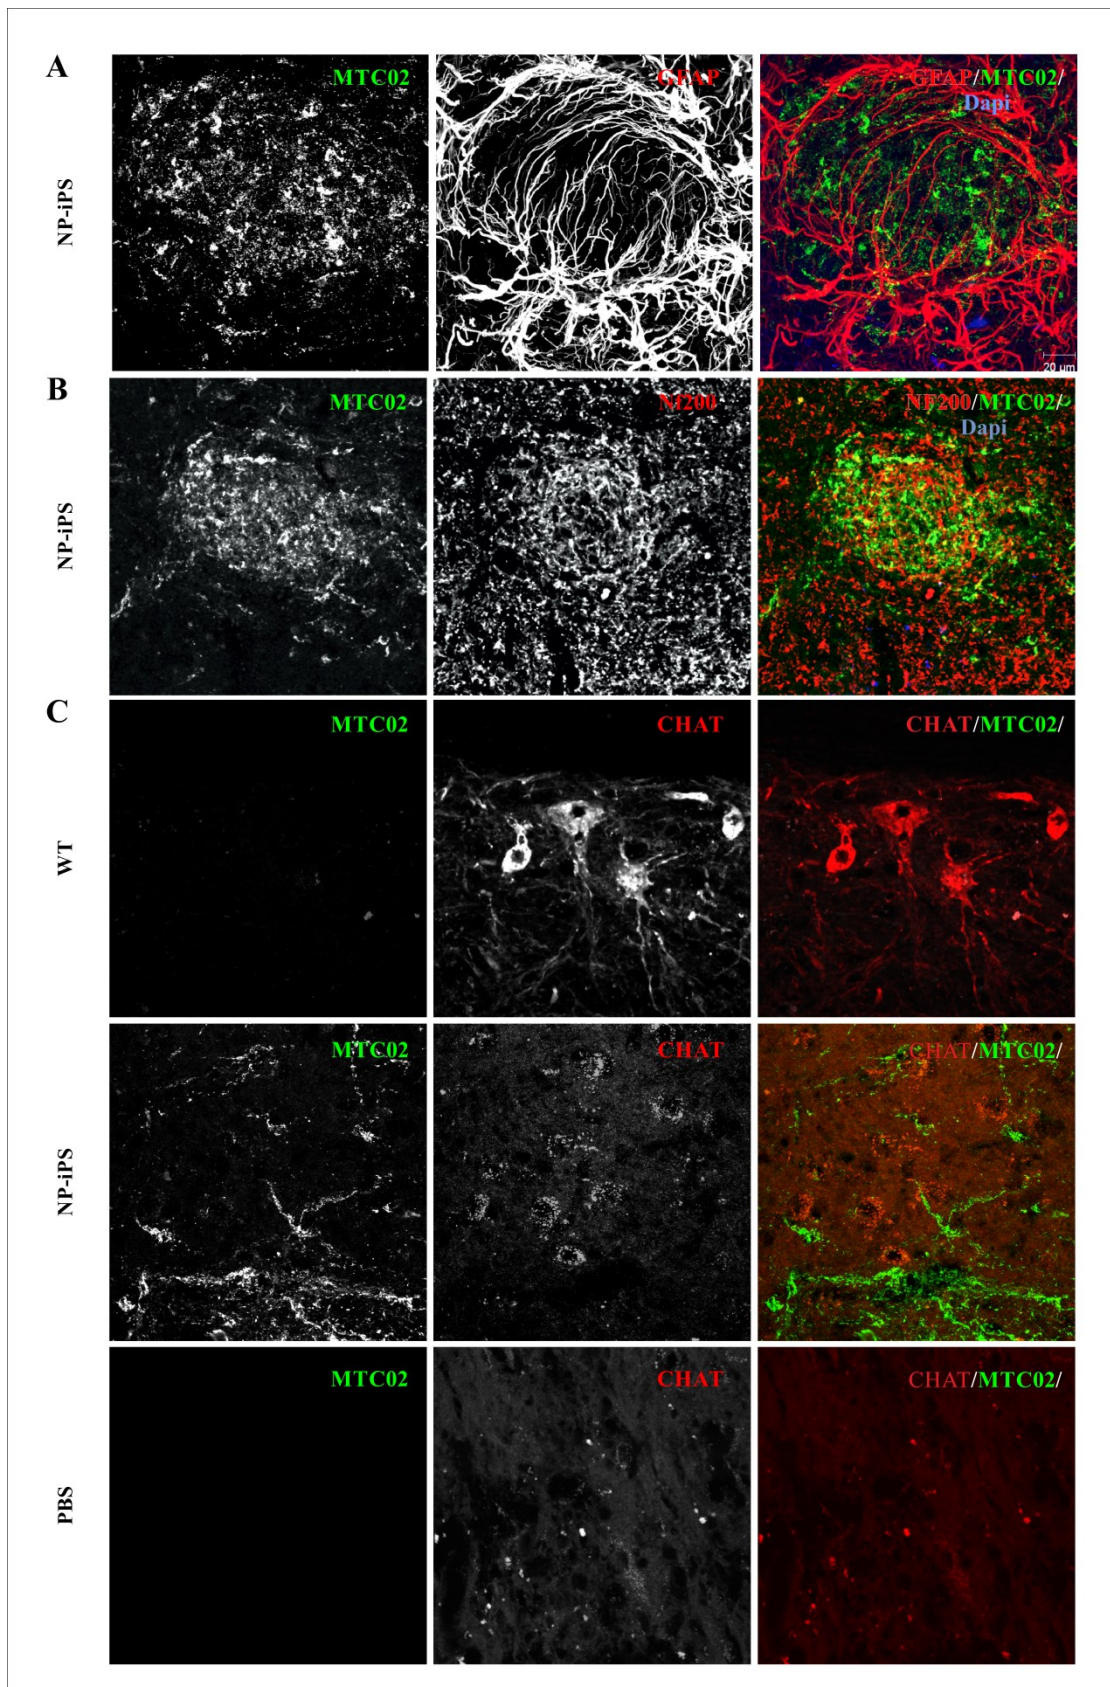 A
MTC02
GFAP
GFAP/MTC02/
Dapi
NP-iPS
20 µm
B
MTC02
Nf200
NF200/MTC02/
Dapi
NP-iPS
C
MTC02
CHAT
CHAT/MTC02/
WT
MTC02
CHAT
CHAT/MTC02/
NP-iPS
MTC02
CHAT
CHAT/MTC02/
PBS